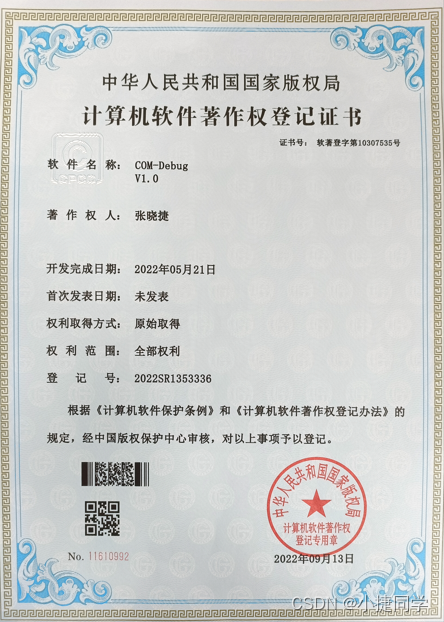 中华人民共和国国家版权局
计算机软件著作权登记证书
证书号： 软著登字第10307535号
软件名称： COM-Debug
V1.0
著作权人： 张晓捷
开发完成日期： 2022年05月21日
首次发表日期： 未发表
权利取得方式： 原始取得
权利范围： 全部权利
登记号： 2022SR1353336
根据《计算机软件保护条例》和《计算机软件著作权登记办法》的
规定，经中国版权保护中心审核，对以上事项予以登记。
中华人民共和国国家版权局
计算机软件著作权
登记专用章
No. 11610992
2022年09月13日
CSDN @小捷同学